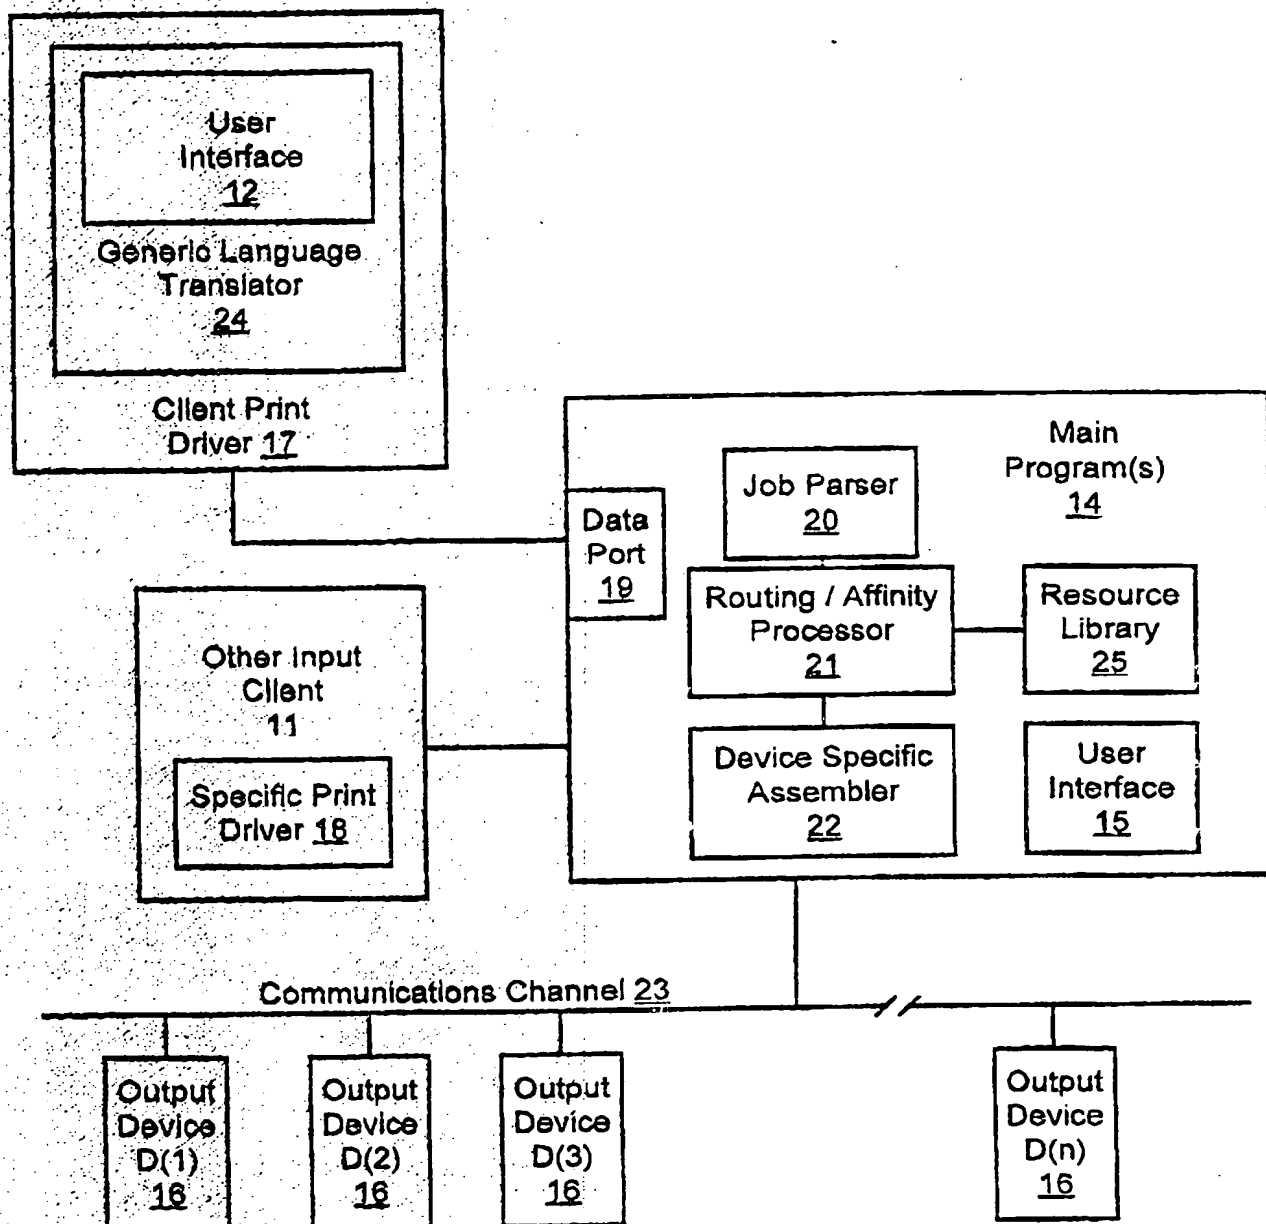 User
Interface
12
Generic Language
Translator
24
Client Print
Driver 17
Main
Program(s)
14
Job Parser
20
Data
Port
19
Routing / Affinity
Processor
21
Resource
Library
25
Other Input
Client
11
Specific Print
Driver 18
Device Specific
Assembler
22
User
Interface
15
Communications Channel 23
Output
Device
D(1)
16
Output
Device
D(2)
16
Output
Device
D(3)
16
Output
Device
D(n)
16